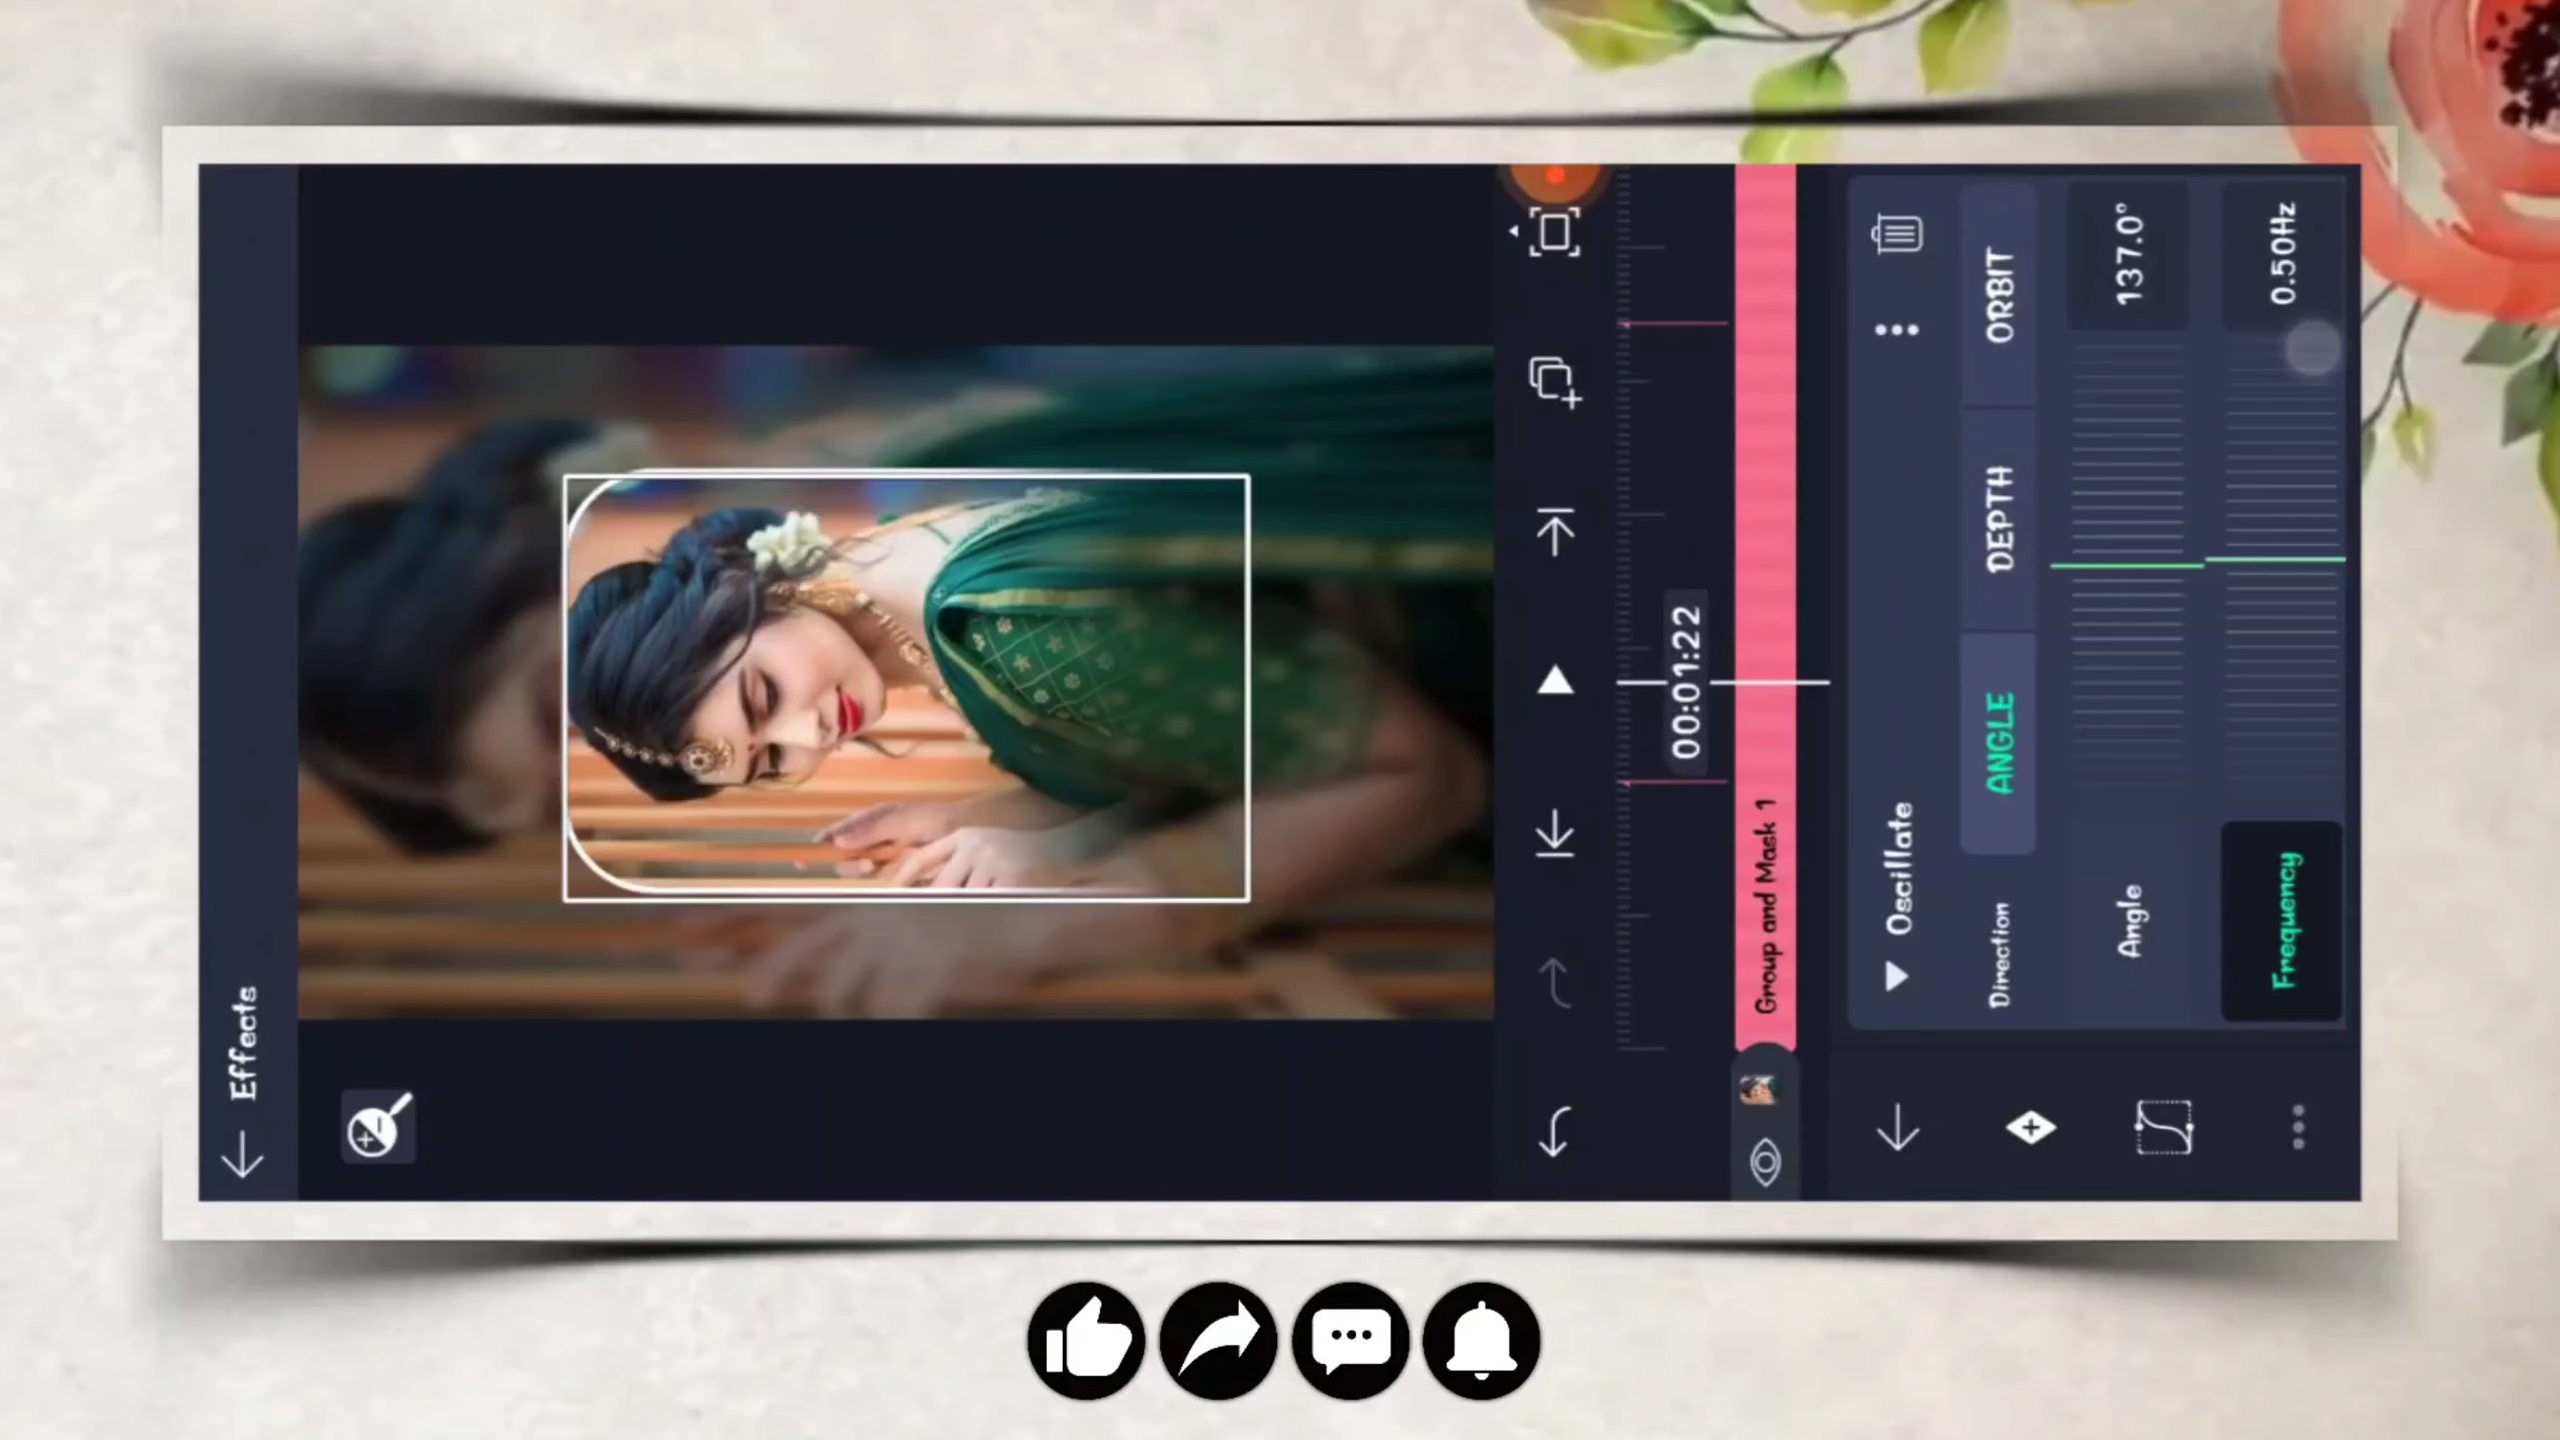 Effects
00:01:22
Group and Mask 1
Oscillate
Direction
ANGLE
DEPTH
ORBIT
Angle
137.0°
Frequency
0.50Hz